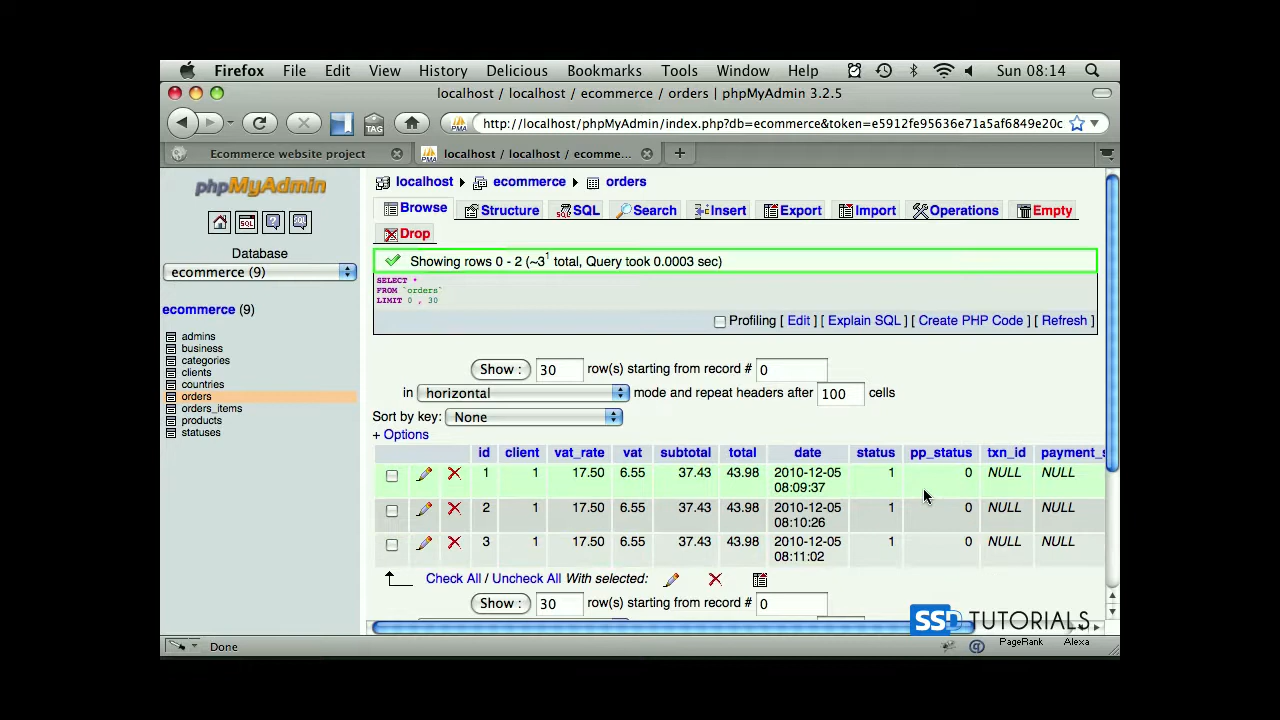 Firefox File Edit View History Delicious Bookmarks Tools Window Help Sun 08:14
localhost / localhost / ecommerce / orders | phpMyAdmin 3.2.5
TAG PMA http://localhost/phpMyAdmin/index.php?db=ecommerce&token=e5912fe95636e71a5af6849e20c
Ecommerce website project PMA localhost / localhost / ecomme... +
phpMyAdmin
localhost ecommerce orders
Browse Structure SQL Search Insert Export Import Operations Empty
SQL
Drop
Database
ecommerce (9)
Showing rows 0 - 2 (~3¹ total, Query took 0.0003 sec)
SELECT *
FROM `orders`
LIMIT 0 , 30
Profiling [ Edit ] [ Explain SQL ] [ Create PHP Code ] [ Refresh ]
ecommerce (9)
admins
business
categories
clients
countries
orders
orders_items
products
statuses
Show : 30 row(s) starting from record # 0
in horizontal mode and repeat headers after 100 cells
Sort by key: None
+ Options
id client vat_rate vat subtotal total date status pp_status txn_id payment_s
1 1 17.50 6.55 37.43 43.98 2010-12-05 1 0 NULL NULL
08:09:37
2 1 17.50 6.55 37.43 43.98 2010-12-05 1 0 NULL NULL
08:10:26
3 1 17.50 6.55 37.43 43.98 2010-12-05 1 0 NULL NULL
08:11:02
Check All / Uncheck All With selected:
Show : 30 row(s) starting from record # 0
SSD TUTORIALS
Done PageRank Alexa